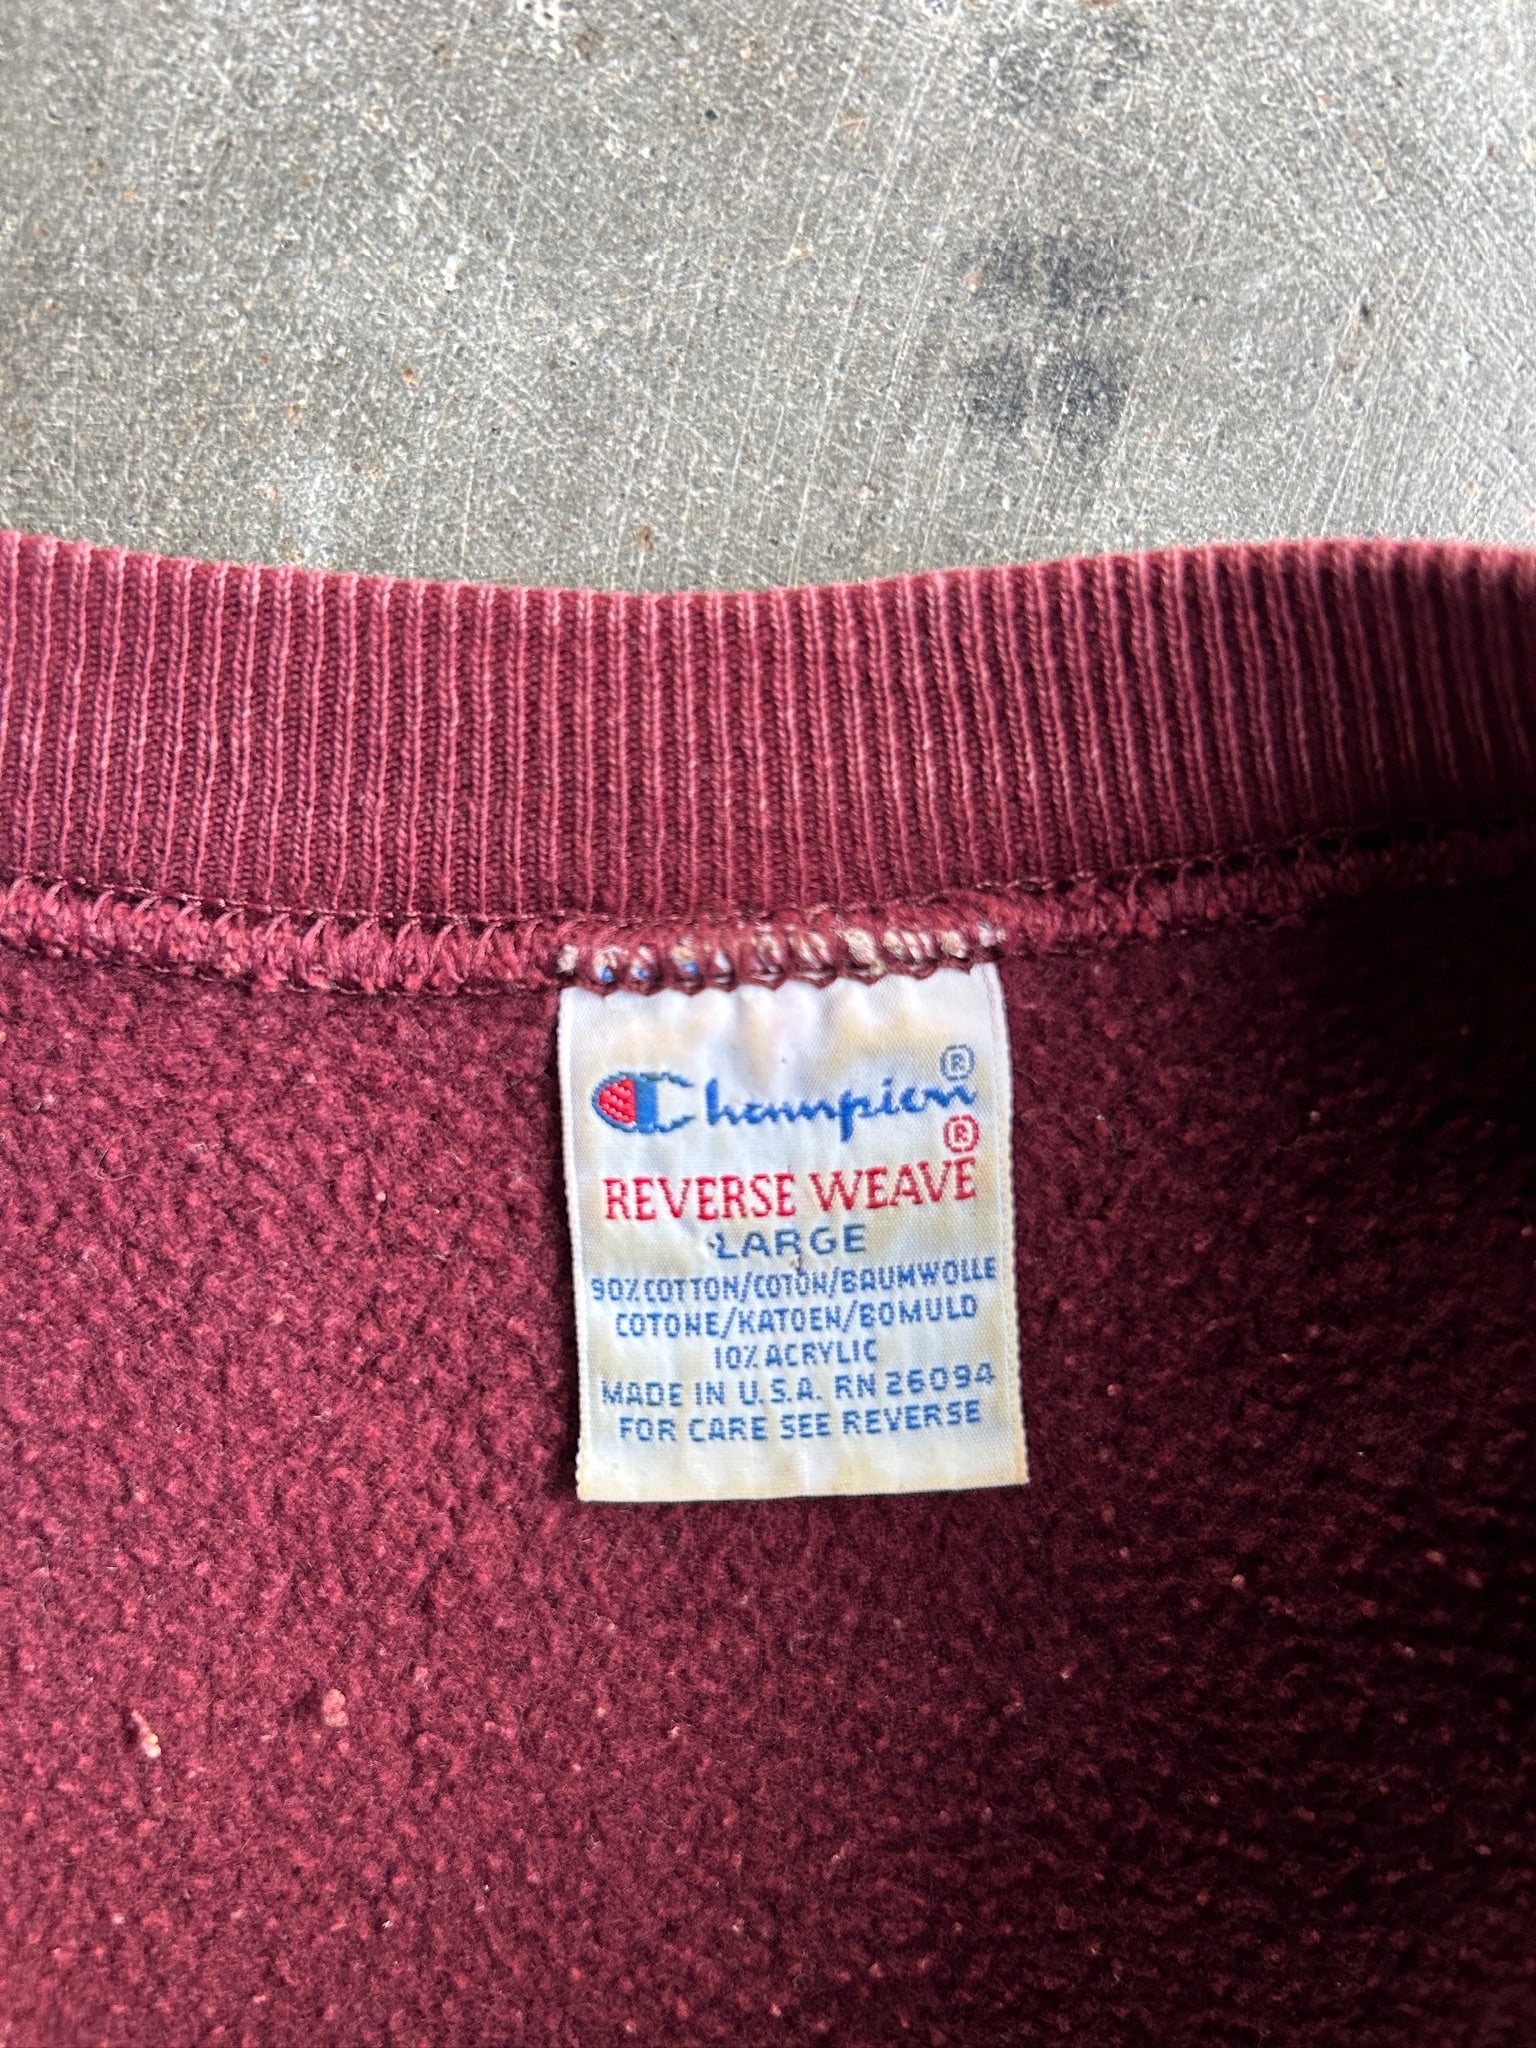 Champion®
REVERSE WEAVE®
LARGE
90% COTTON/COTON/BAUMWOLLE
COTONE/KATOEN/BOMULD
10% ACRYLIC
MADE IN U.S.A. RN 26094
FOR CARE SEE REVERSE